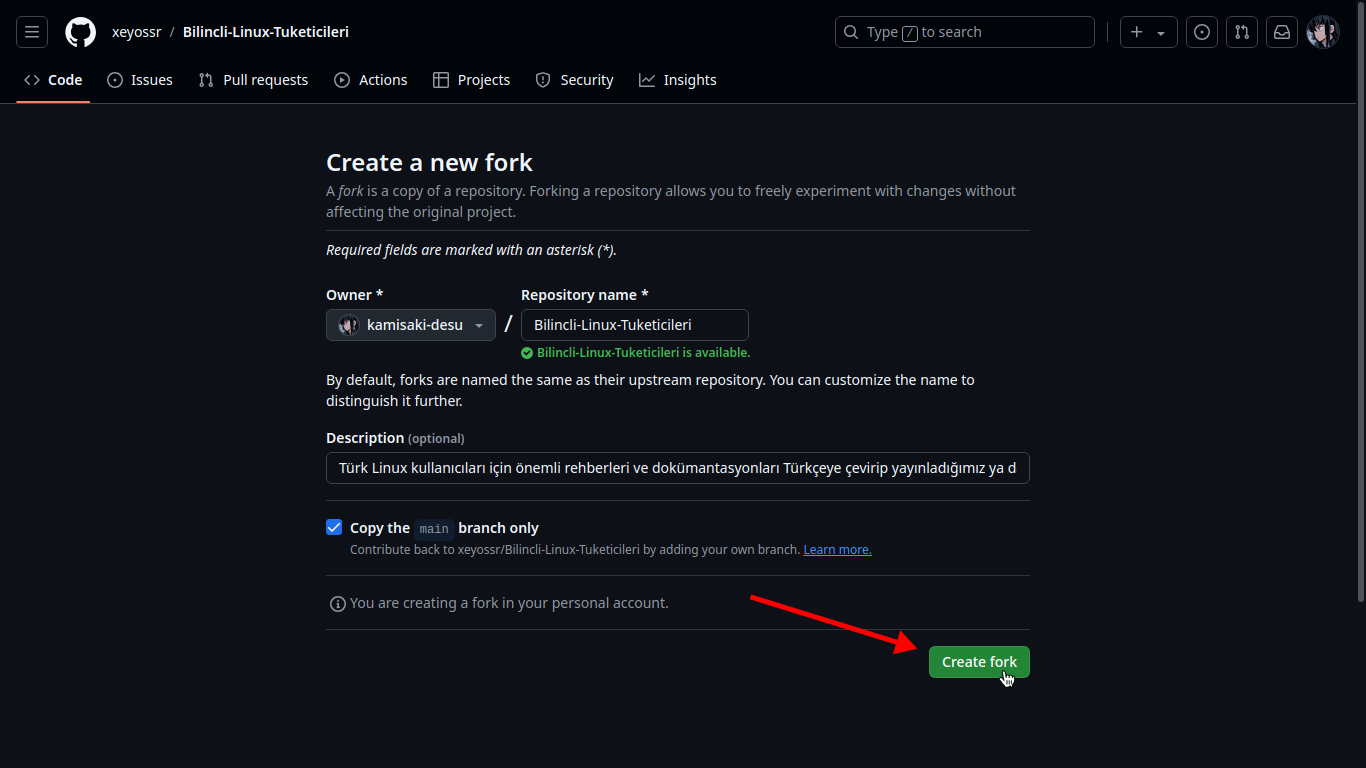 xeyossr / Bilincli-Linux-Tuketicileri Type / to search
Code Issues Pull requests Actions Projects Security Insights
Create a new fork
A fork is a copy of a repository. Forking a repository allows you to freely experiment with changes without
affecting the original project.
Required fields are marked with an asterisk (*).
Owner * Repository name *
kamisaki-desu / Bilincli-Linux-Tuketicileri
Bilincli-Linux-Tuketicileri is available.
By default, forks are named the same as their upstream repository. You can customize the name to
distinguish it further.
Description (optional)
Türk Linux kullanıcıları için önemli rehberleri ve dokümantasyonları Türkçeye çevirip yayınladığımız ya d
Copy the main branch only
Contribute back to xeyossr/Bilincli-Linux-Tuketicileri by adding your own branch. Learn more.
You are creating a fork in your personal account.
Create fork